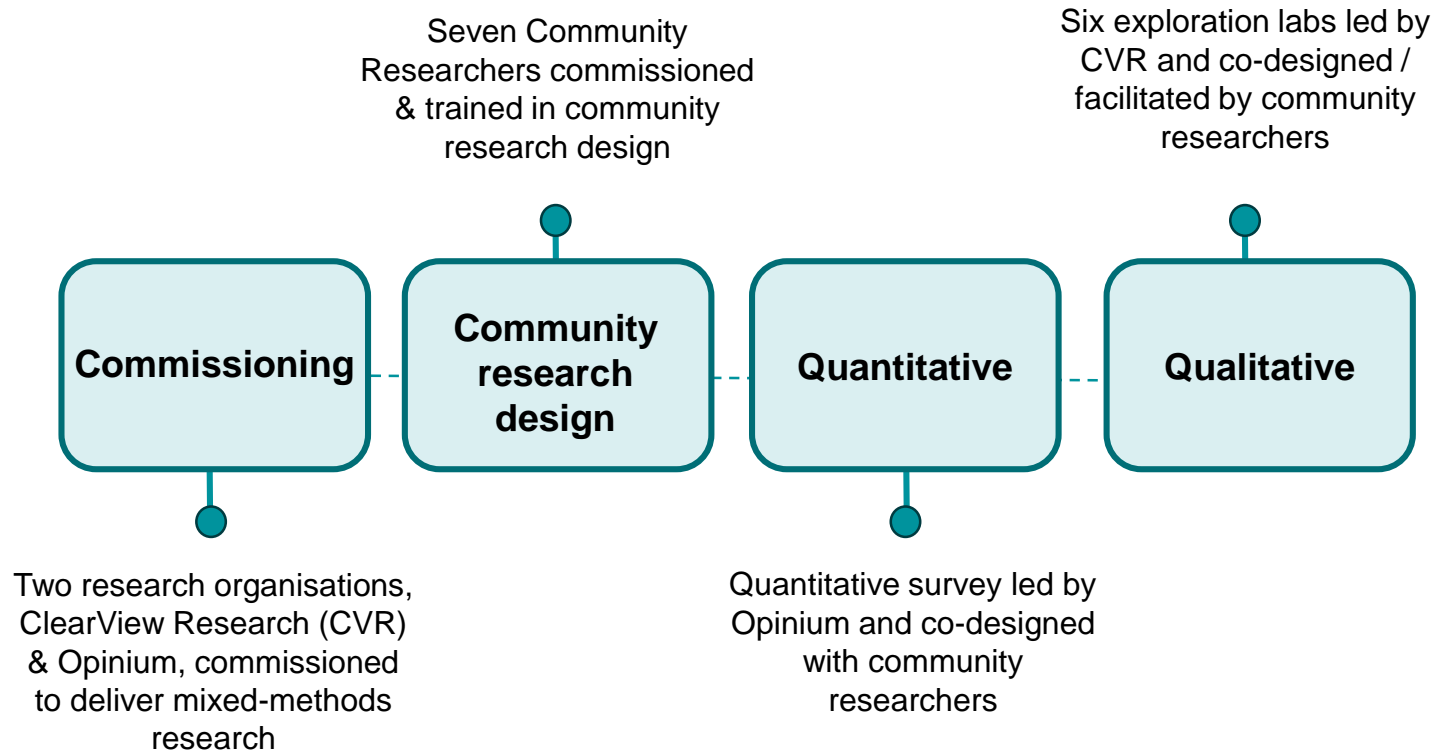 Seven Community
Researchers commissioned
& trained in community
research design
Six exploration labs led by
CVR and co-designed /
facilitated by community
researchers
Commissioning
Community
research
design
Quantitative
Qualitative
Two research organisations,
ClearView Research (CVR)
& Opinium, commissioned
to deliver mixed-methods
research
Quantitative survey led by
Opinium and co-designed
with community
researchers